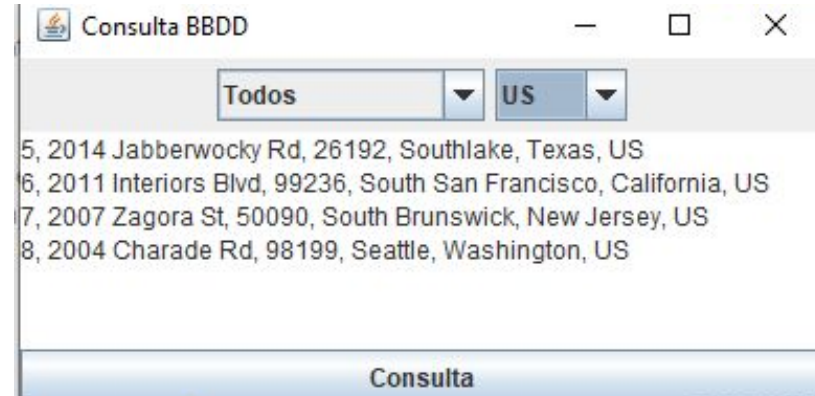 Consulta BBDD
Todos US
5, 2014 Jabberwocky Rd, 26192, Southlake, Texas, US
6, 2011 Interiors Blvd, 99236, South San Francisco, California, US
7, 2007 Zagora St, 50090, South Brunswick, New Jersey, US
8, 2004 Charade Rd, 98199, Seattle, Washington, US
Consulta